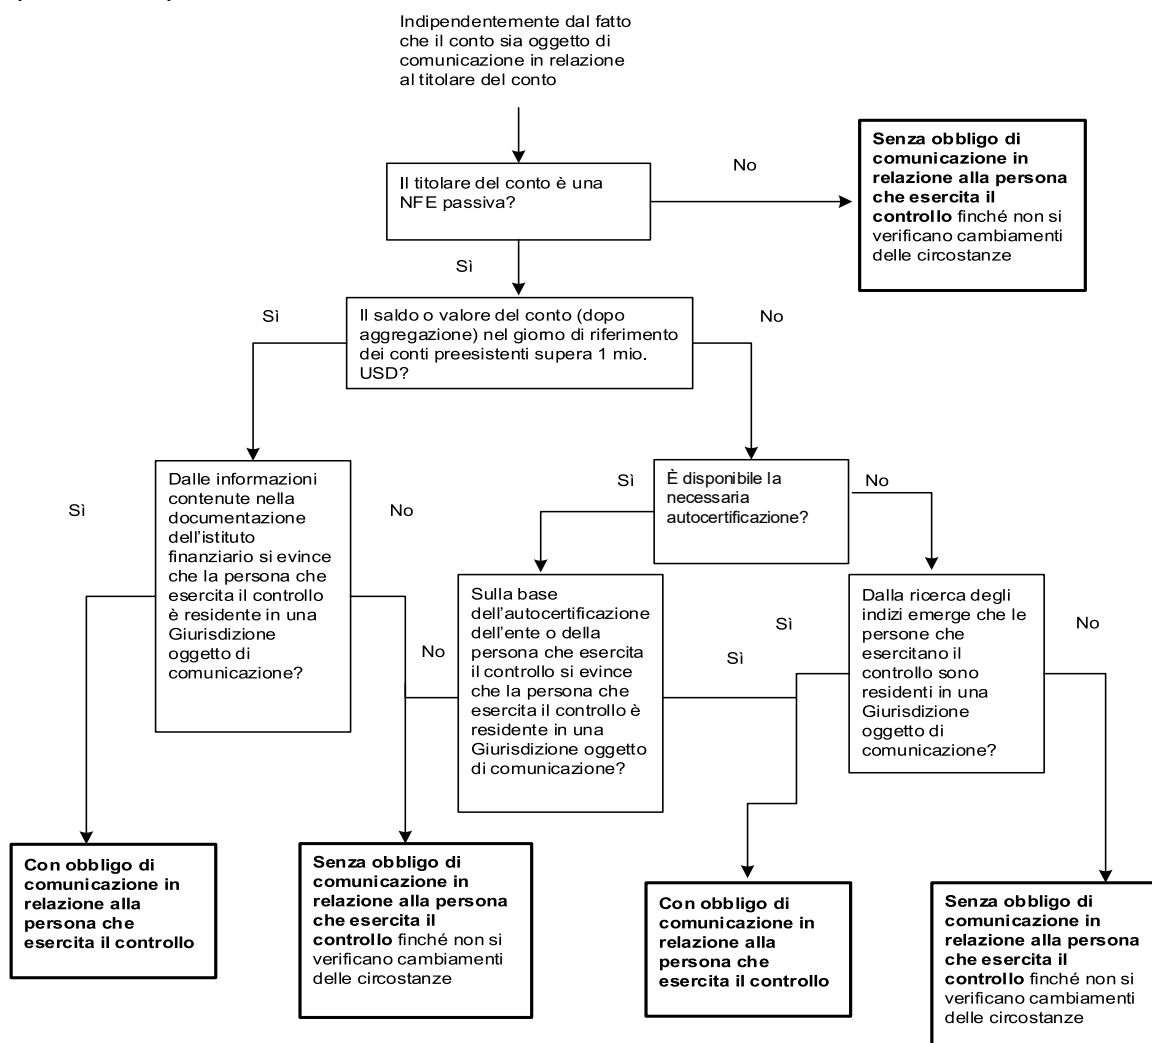 Indipendentemente dal fatto
che il conto sia oggetto di
comunicazione in relazione
al titolare del conto
No
Senza obbligo di
comunicazione in
relazione alla persona
che esercita il
controllo finché non si
verificano cambiamenti
delle circostanze
Il titolare del conto è una
NFE passiva?
Sì
Sì
Il saldo o valore del conto (dopo
aggregazione) nel giorno di riferimento
dei conti preesistenti supera 1 mio.
USD?
No
Sì
Dalle informazioni
contenute nella
documentazione
dell'istituto
finanziario si evince
che la persona che
esercita il controllo
è residente in una
Giurisdizione
oggetto di
comunicazione?
No
Sì
È disponibile la
necessaria
autocertificazione?
No
No
Sulla base
dell'autocertificazione
dell'ente o della
persona che esercita
il controllo si evince
che la persona che
esercita il controllo è
residente in una
Giurisdizione oggetto
di comunicazione?
Sì
Sì
Dalla ricerca degli
indizi emerge che le
persone che
esercitano il
controllo sono
residenti in una
Giurisdizione
oggetto di
comunicazione?
No
Con obbligo di
comunicazione in
relazione alla
persona che
esercita il controllo
Senza obbligo di
comunicazione in
relazione alla persona
che esercita il
controllo finché non si
verificano cambiamenti
delle circostanze
Con obbligo di
comunicazione in
relazione alla
persona che
esercita il controllo
Senza obbligo di
comunicazione in
relazione alla persona
che esercita il
controllo finché non si
verificano cambiamenti
delle circostanze